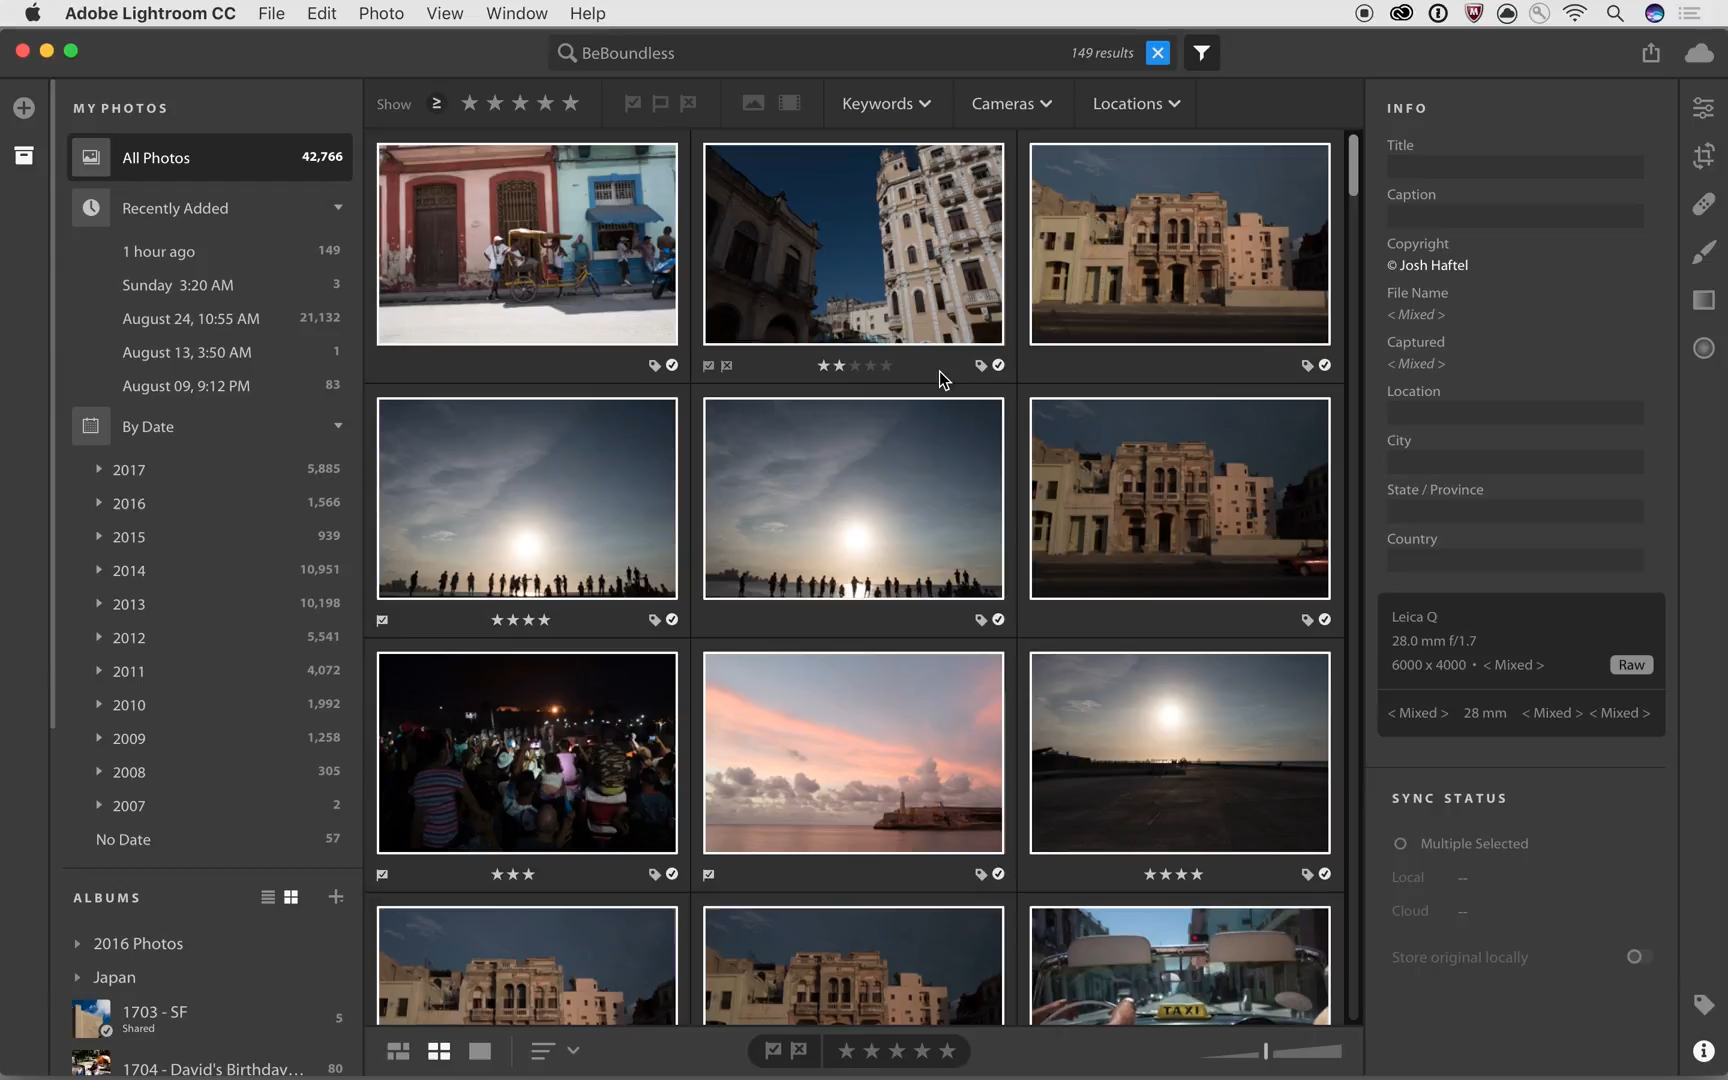 Adobe Lightroom CC File Edit Photo View Window Help
BeBoundless 149 results
MY PHOTOS
All Photos 42,766
Recently Added
1 hour ago 149
Sunday 3:20 AM 3
August 24, 10:55 AM 21,132
August 13, 3:50 AM 1
August 09, 9:12 PM 83
By Date
2017 5,885
2016 1,566
2015 939
2014 10,951
2013 10,198
2012 5,541
2011 4,072
2010 1,992
2009 1,258
2008 305
2007 2
No Date 57
ALBUMS
2016 Photos
Japan
1703 - SF 5
Shared
1704 - David's Birthday... 80
Show ≥ Keywords Cameras Locations
TAXI
INFO
Title
Caption
Copyright
© Josh Haftel
File Name
< Mixed >
Captured
< Mixed >
Location
City
State / Province
Country
Leica Q
28.0 mm f/1.7
6000 x 4000 • < Mixed > Raw
< Mixed > 28 mm < Mixed > < Mixed >
SYNC STATUS
Multiple Selected
Local --
Cloud --
Store original locally